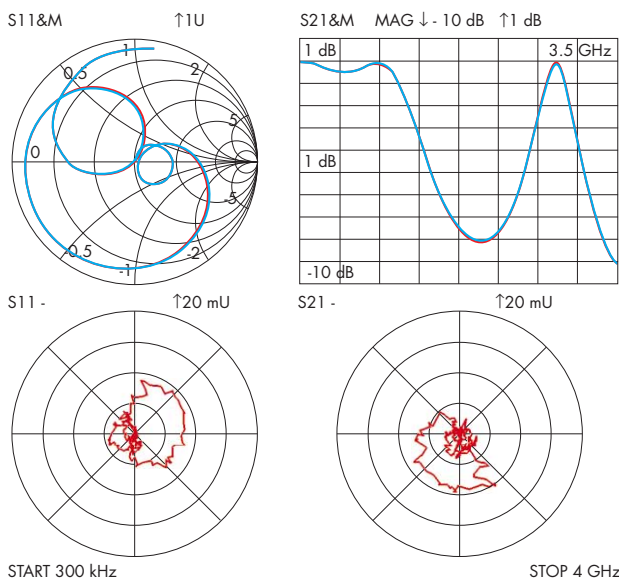 S11&M ↑1U
S21&M MAG ↓ - 10 dB ↑1 dB
1
0.5
2
5
0
-5
-0.5
-2
-1
1 dB
3.5 GHz
1 dB
-10 dB
S11 - ↑20 mU
S21 - ↑20 mU
START 300 kHz
STOP 4 GHz